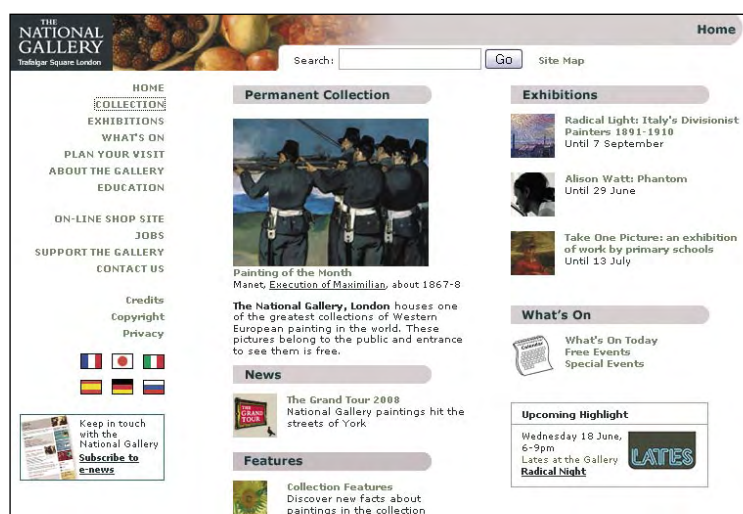 THE
NATIONAL
GALLERY
Trafalgar Square London
Home
Search:
Go
Site Map
HOME
COLLECTION
EXHIBITIONS
WHAT'S ON
PLAN YOUR VISIT
ABOUT THE GALLERY
EDUCATION
ON-LINE SHOP SITE
JOBS
SUPPORT THE GALLERY
CONTACT US
Credits
Copyright
Privacy
Keep in touch
with the
National Gallery
Subscribe to
e-news
Permanent Collection
Painting of the Month
Manet, Execution of Maximilian, about 1867-8
The National Gallery, London houses one
of the greatest collections of Western
European painting in the world. These
pictures belong to the public and entrance
to see them is free.
News
THE
GRAND
TOUR
The Grand Tour 2008
National Gallery paintings hit the
streets of York
Features
Collection Features
Discover new facts about
paintings in the collection
Exhibitions
Radical Light: Italy's Divisionist
Painters 1891-1910
Until 7 September
Alison Watt: Phantom
Until 29 June
Take One Picture: an exhibition
of work by primary schools
Until 13 July
What's On
Calendar
What's On Today
Free Events
Special Events
Upcoming Highlight
Wednesday 18 June,
6-9pm
Lates at the Gallery
Radical Night
LATES